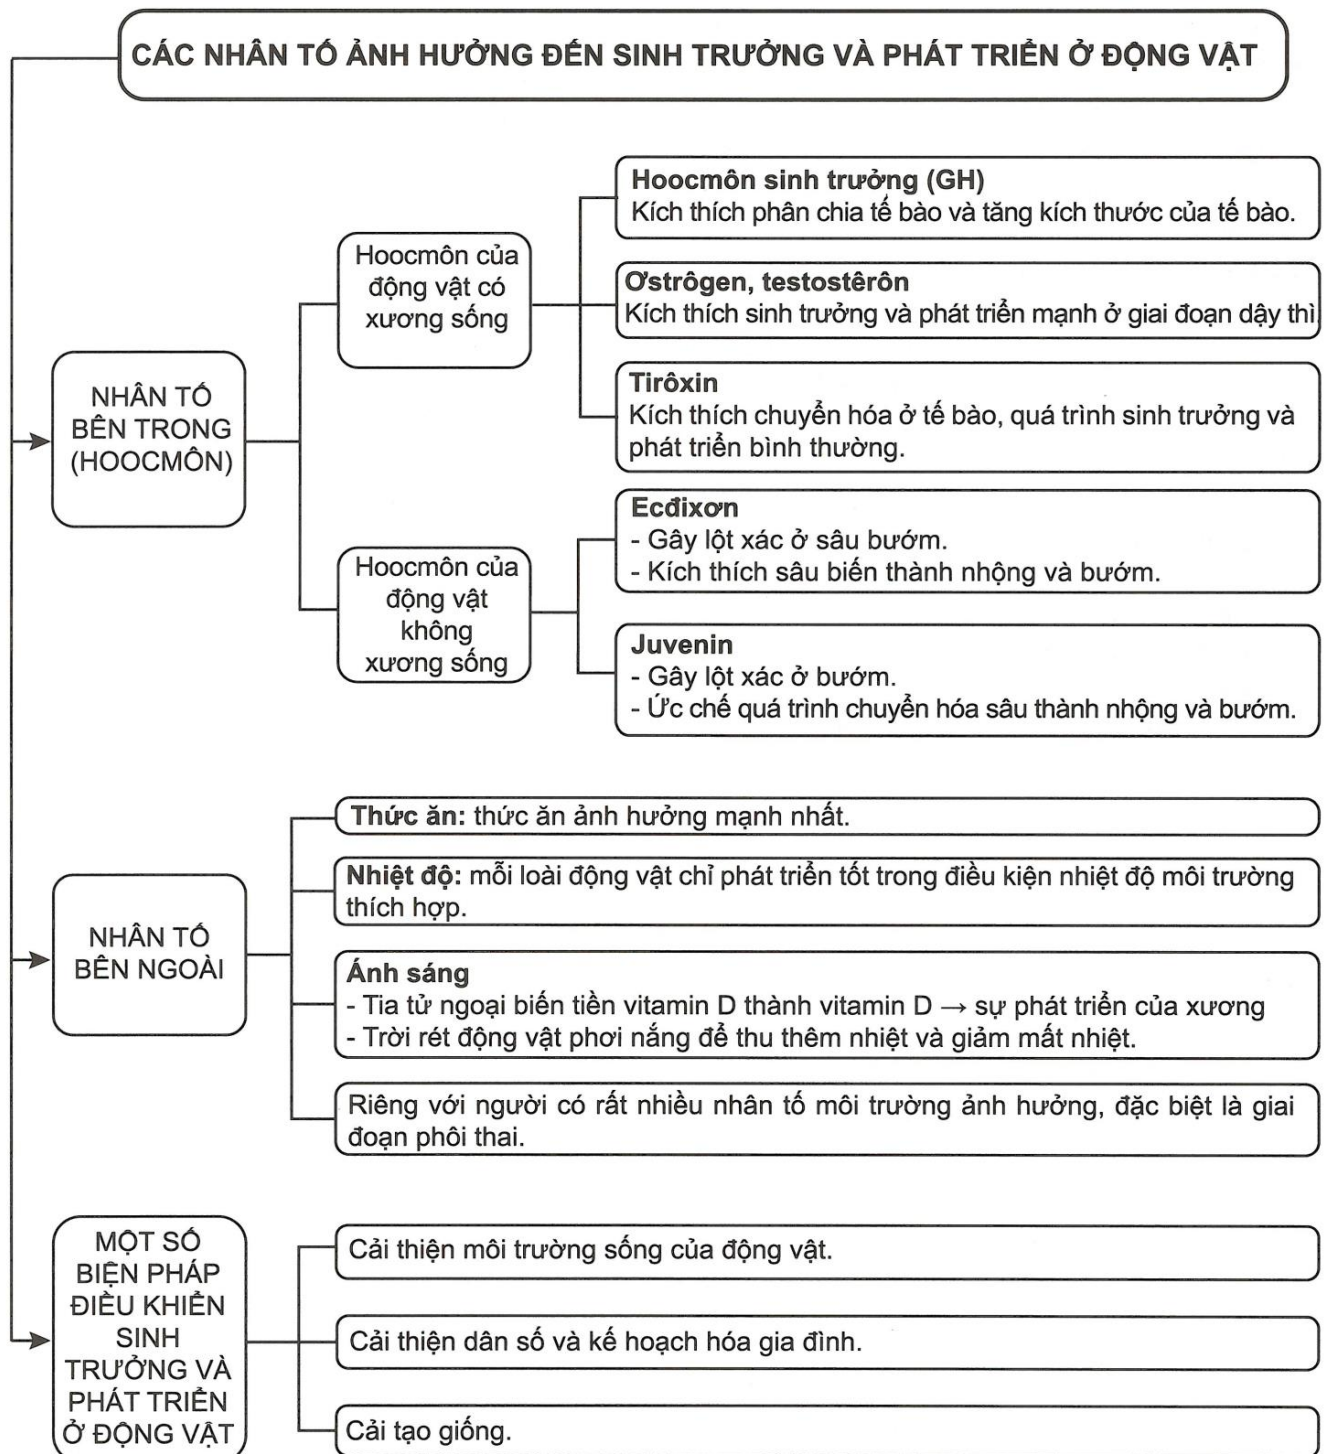 CÁC NHÂN TỐ ẢNH HƯỞNG ĐẾN SINH TRƯỞNG VÀ PHÁT TRIỂN Ở ĐỘNG VẬT
NHÂN TỐ
BÊN TRONG
(HOOCMÔN)
Hoocmôn của
động vật có
xương sống
Hoocmôn sinh trưởng (GH)
Kích thích phân chia tế bào và tăng kích thước của tế bào.
Ơstrôgen, testostêrôn
Kích thích sinh trưởng và phát triển mạnh ở giai đoạn dậy thì.
Tirôxin
Kích thích chuyển hóa ở tế bào, quá trình sinh trưởng và
phát triển bình thường.
Hoocmôn của
động vật
không
xương sống
Ecđixơn
- Gây lột xác ở sâu bướm.
- Kích thích sâu biến thành nhộng và bướm.
Juvenin
- Gây lột xác ở bướm.
- Ức chế quá trình chuyển hóa sâu thành nhộng và bướm.
NHÂN TỐ
BÊN NGOÀI
Thức ăn: thức ăn ảnh hưởng mạnh nhất.
Nhiệt độ: mỗi loài động vật chỉ phát triển tốt trong điều kiện nhiệt độ môi trường
thích hợp.
Ánh sáng
- Tia tử ngoại biến tiền vitamin D thành vitamin D → sự phát triển của xương
- Trời rét động vật phơi nắng để thu thêm nhiệt và giảm mất nhiệt.
Riêng với người có rất nhiều nhân tố môi trường ảnh hưởng, đặc biệt là giai
đoạn phôi thai.
MỘT SỐ
BIỆN PHÁP
ĐIỀU KHIỂN
SINH
TRƯỞNG VÀ
PHÁT TRIỂN
Ở ĐỘNG VẬT
Cải thiện môi trường sống của động vật.
Cải thiện dân số và kế hoạch hóa gia đình.
Cải tạo giống.